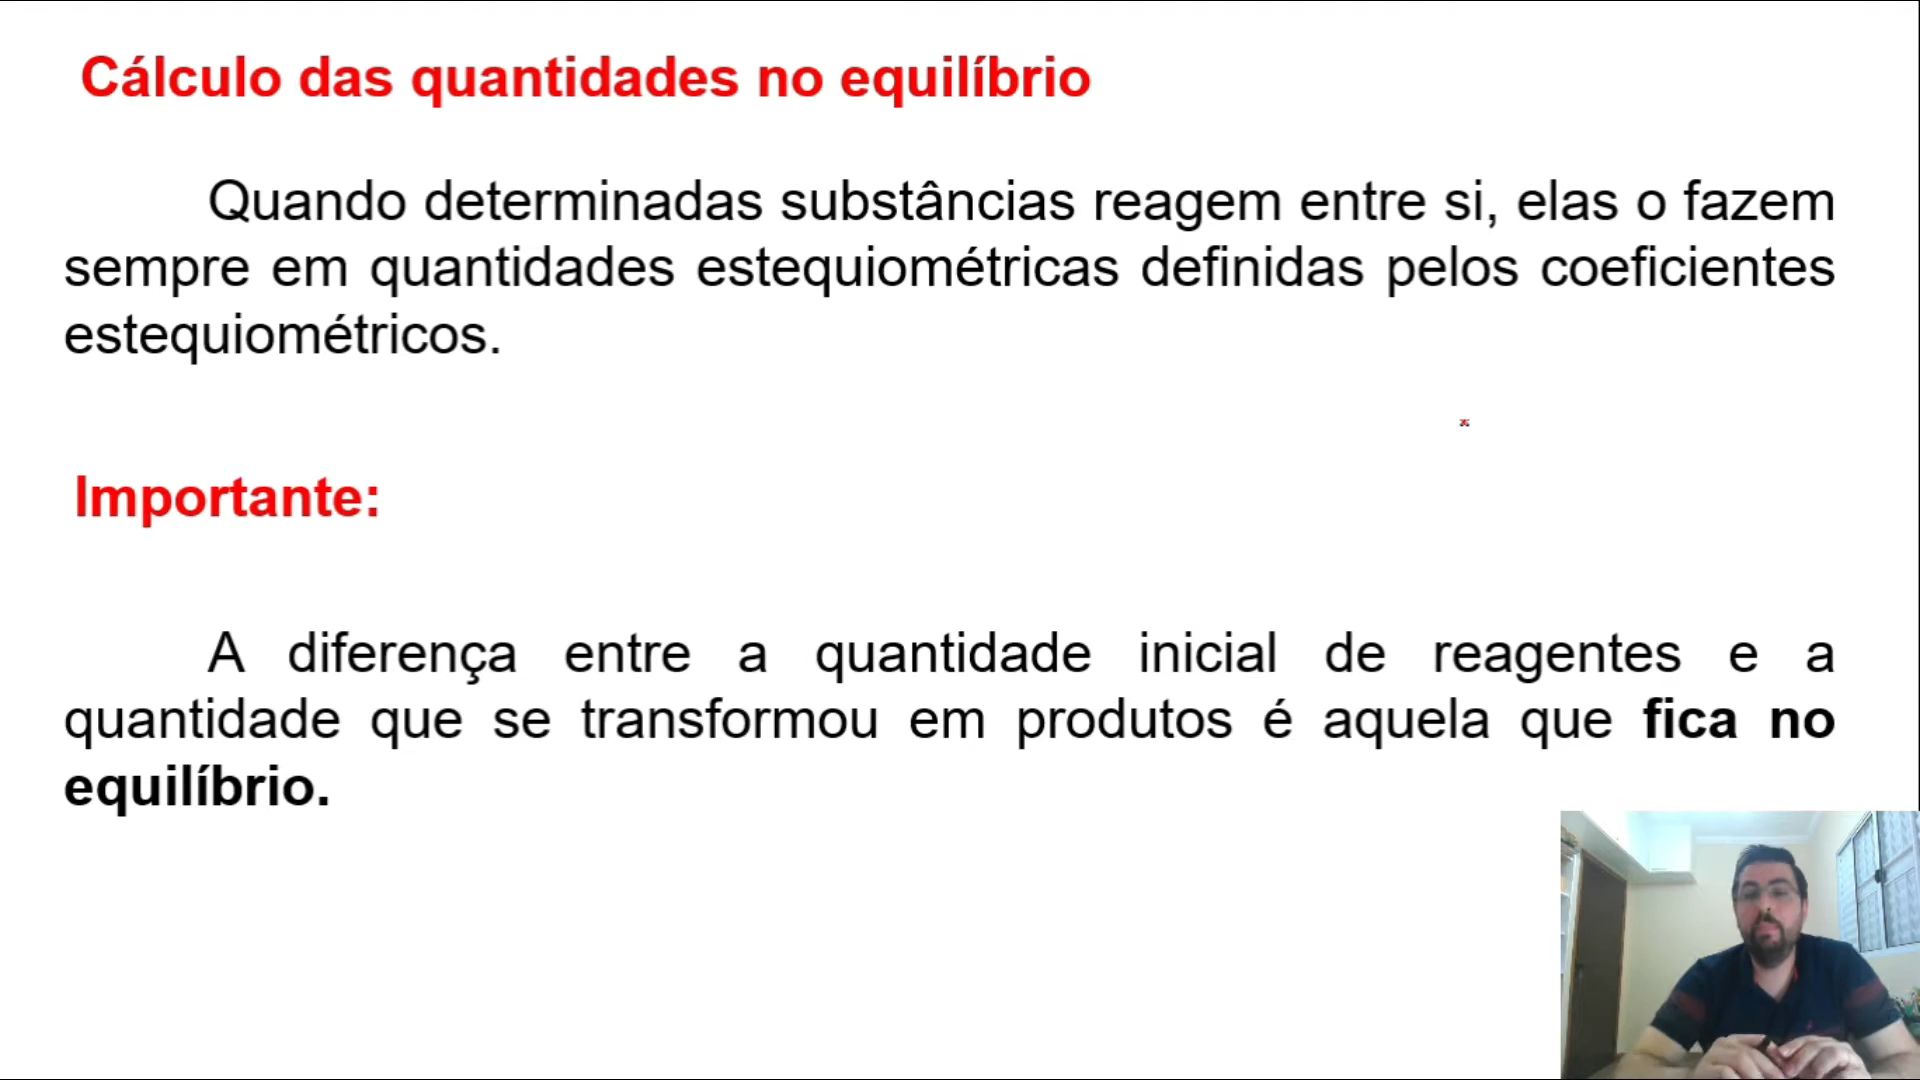 Cálculo das quantidades no equilíbrio
Quando determinadas substâncias reagem entre si, elas o fazem
sempre em quantidades estequiométricas definidas pelos coeficientes
estequiométricos.
Importante:
A diferença entre a quantidade inicial de reagentes e a
quantidade que se transformou em produtos é aquela que fica no
equilíbrio.